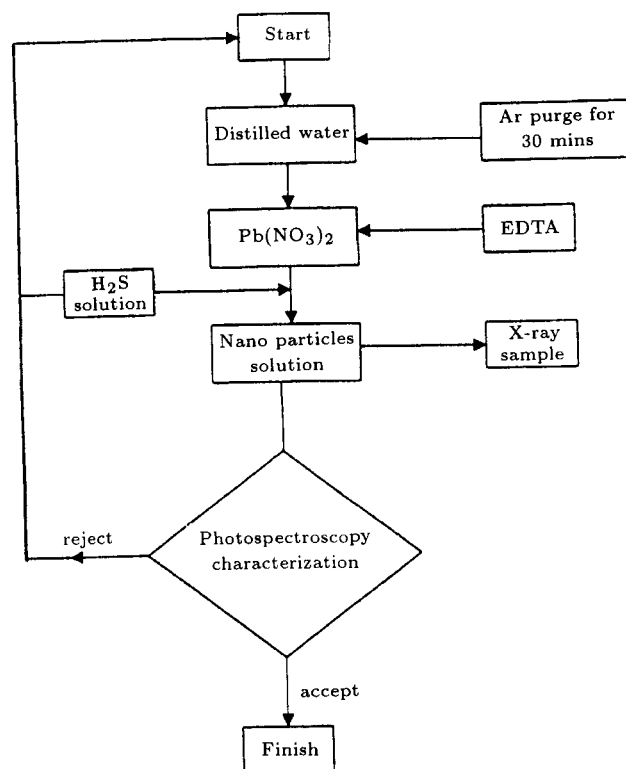 Start
Distilled water
Ar purge for
30 mins
Pb(NO₃)₂
EDTA
H₂S
solution
Nano particles
solution
X-ray
sample
Photospectroscopy
characterization
reject
accept
Finish